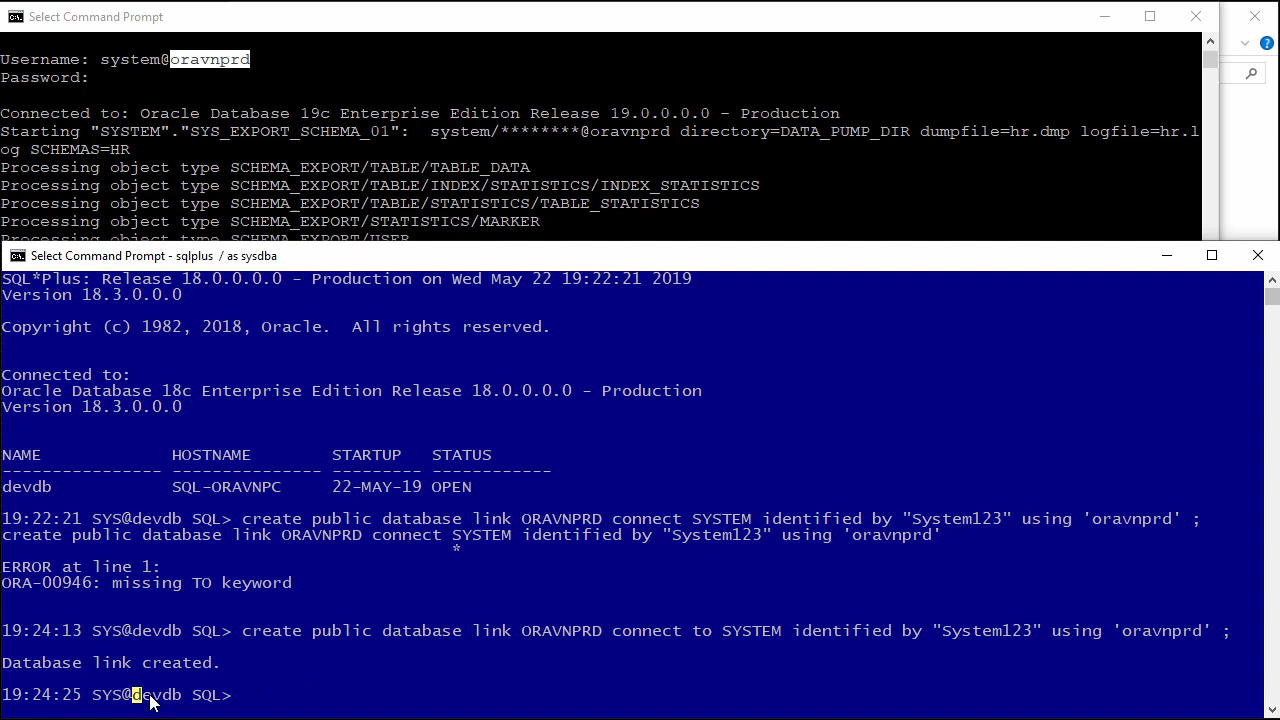 Select Command Prompt
Username: system@oravnprd
Password:
Connected to: Oracle Database 19c Enterprise Edition Release 19.0.0.0.0 - Production
Starting "SYSTEM"."SYS_EXPORT_SCHEMA_01":  system/********@oravnprd directory=DATA_PUMP_DIR dumpfile=hr.dmp logfile=hr.l
og SCHEMAS=HR
Processing object type SCHEMA_EXPORT/TABLE/TABLE_DATA
Processing object type SCHEMA_EXPORT/TABLE/INDEX/STATISTICS/INDEX_STATISTICS
Processing object type SCHEMA_EXPORT/TABLE/STATISTICS/TABLE_STATISTICS
Processing object type SCHEMA_EXPORT/STATISTICS/MARKER
Processing object type SCHEMA_EXPORT/USER
Select Command Prompt - sqlplus  / as sysdba
SQL*Plus: Release 18.0.0.0.0 - Production on Wed May 22 19:22:21 2019
Version 18.3.0.0.0
Copyright (c) 1982, 2018, Oracle.  All rights reserved.
Connected to:
Oracle Database 18c Enterprise Edition Release 18.0.0.0.0 - Production
Version 18.3.0.0.0
NAME             HOSTNAME        STARTUP   STATUS
---------------- --------------- --------- ------------
devdb            SQL-ORAVNPC     22-MAY-19 OPEN
19:22:21 SYS@devdb SQL> create public database link ORAVNPRD connect SYSTEM identified by "System123" using 'oravnprd' ;
create public database link ORAVNPRD connect SYSTEM identified by "System123" using 'oravnprd'
*
ERROR at line 1:
ORA-00946: missing TO keyword
19:24:13 SYS@devdb SQL> create public database link ORAVNPRD connect to SYSTEM identified by "System123" using 'oravnprd' ;
Database link created.
19:24:25 SYS@devdb SQL>